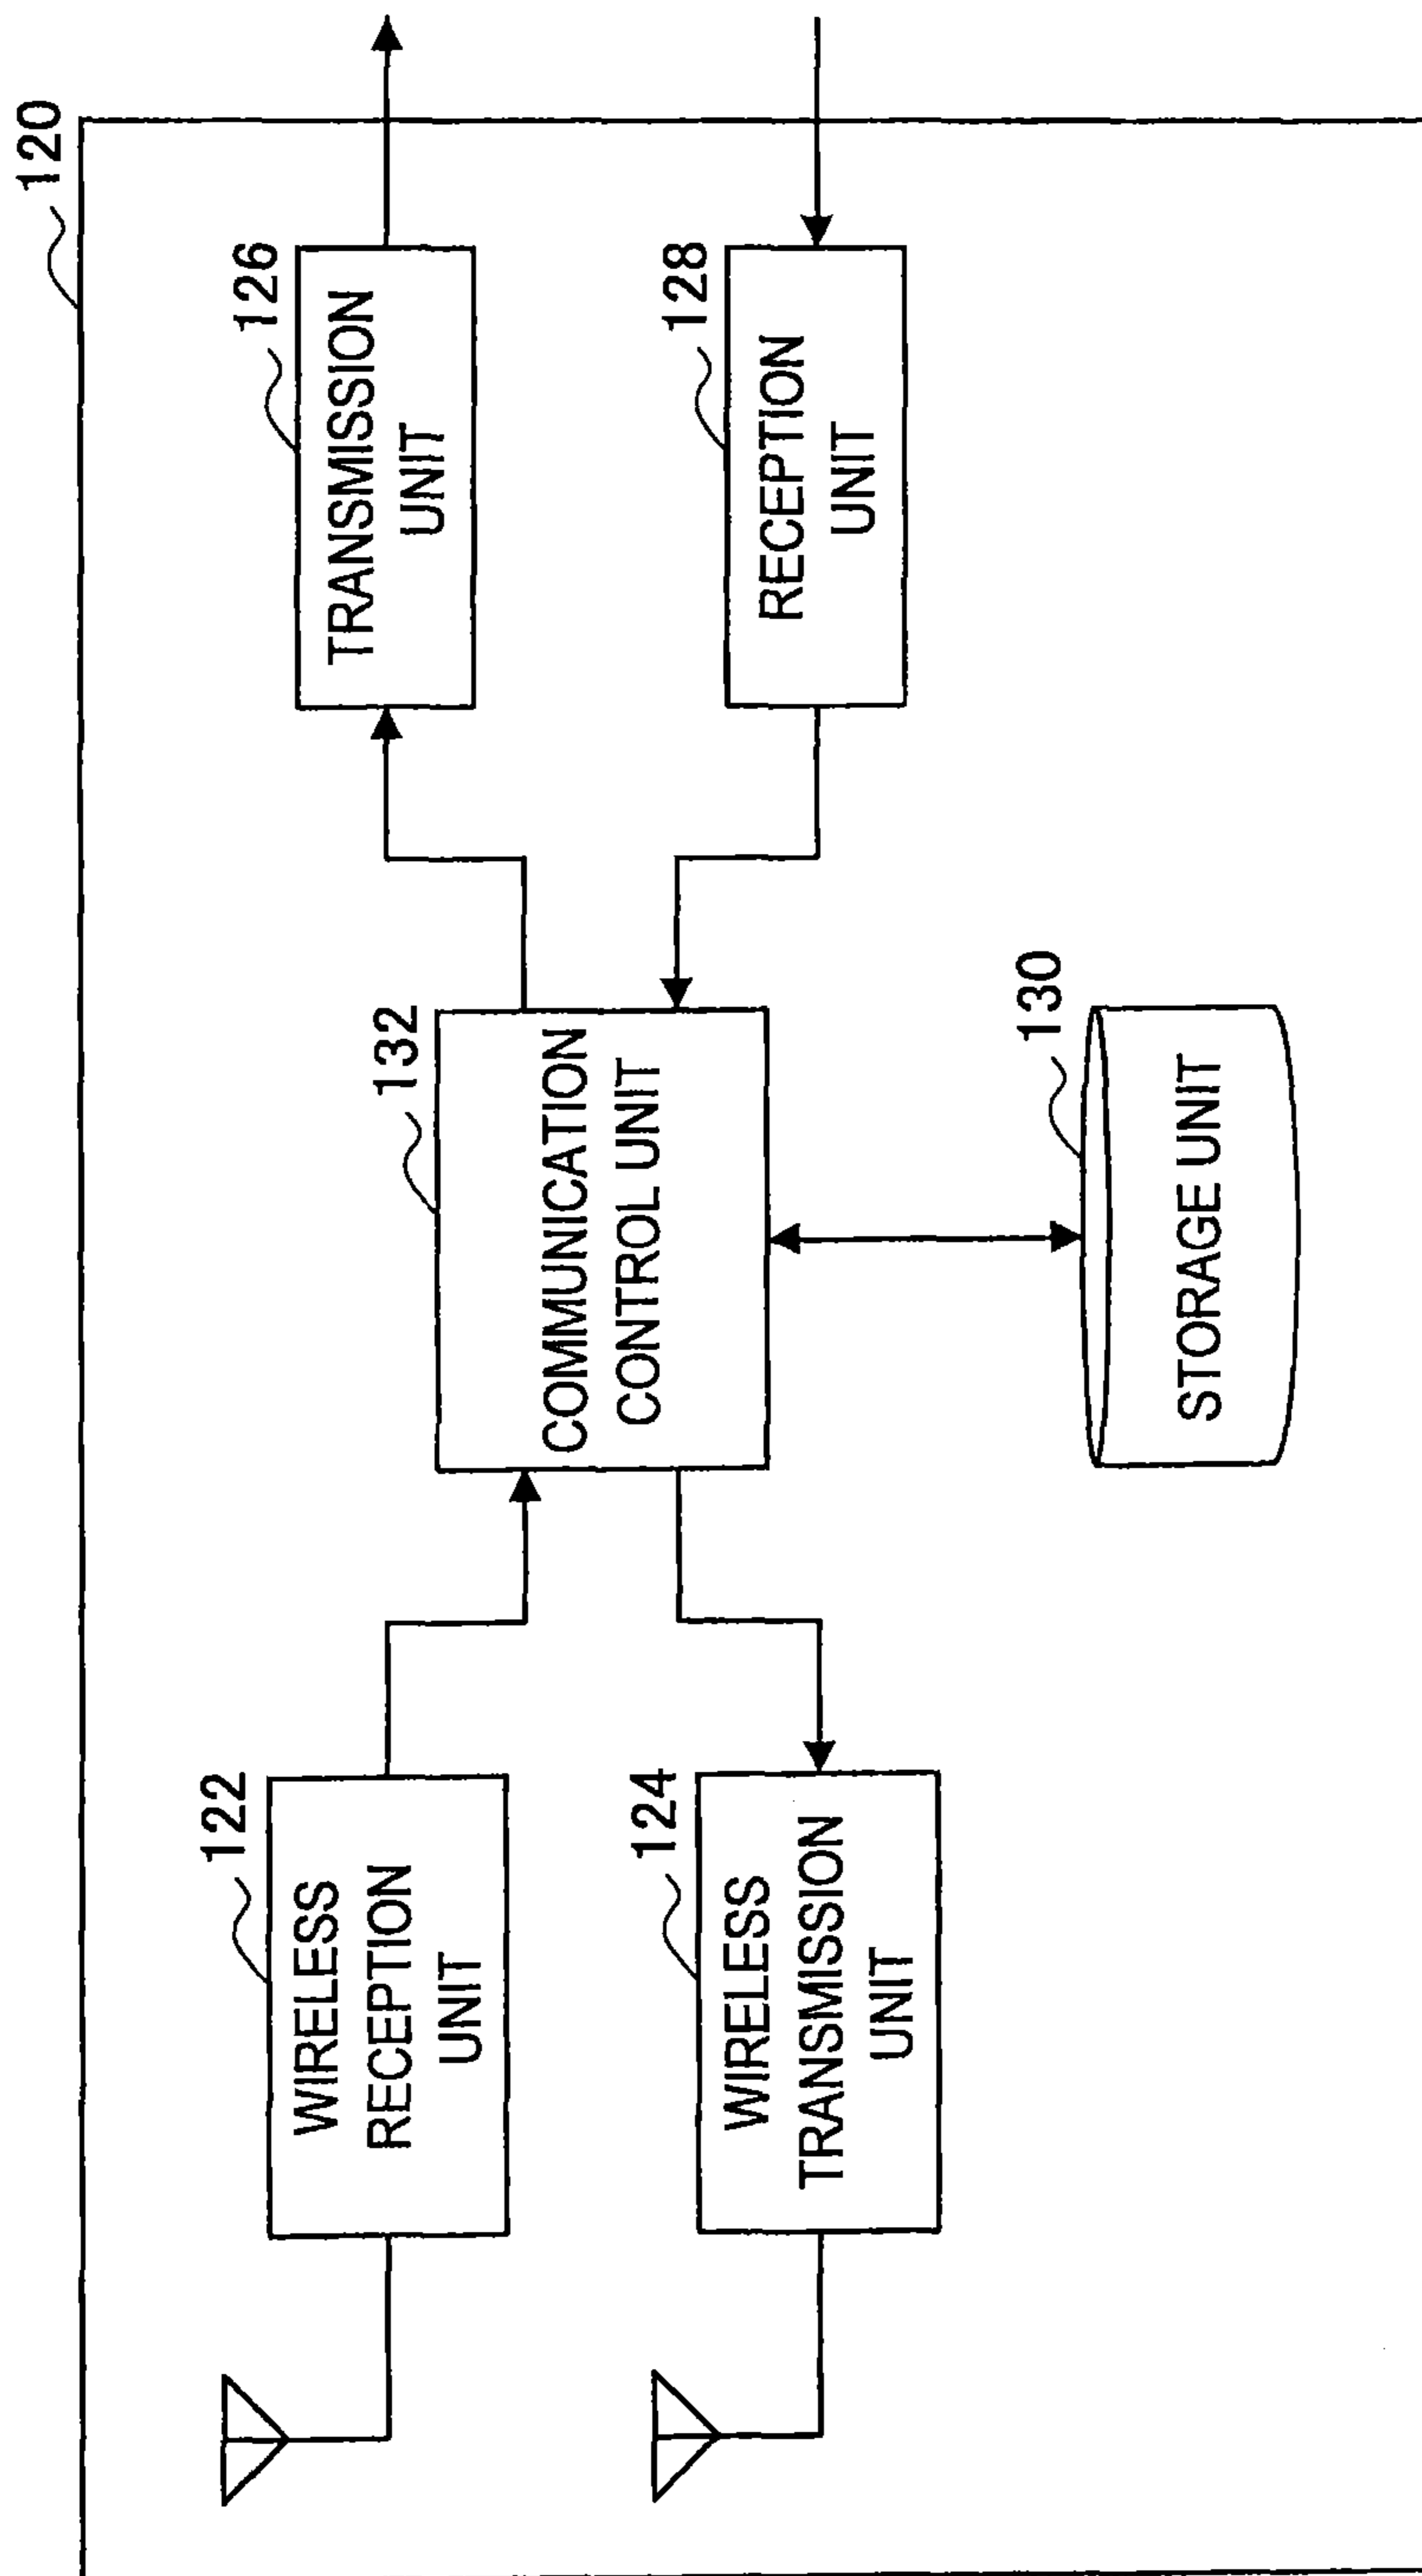 120
122
WIRELESS
RECEPTION
UNIT
132
COMMUNICATION
CONTROL UNIT
126
TRANSMISSION
UNIT
124
WIRELESS
TRANSMISSION
UNIT
128
RECEPTION
UNIT
130
STORAGE UNIT